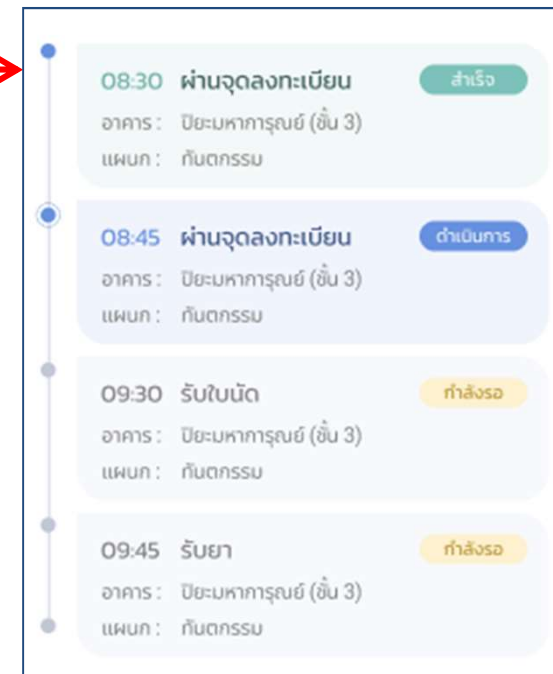 08:30 ผ่านจุดลงทะเบียน สำเร็จ
อาคาร : ปิยะมหาการุณย์ (ชั้น 3)
แผนก : ทันตกรรม
08:45 ผ่านจุดลงทะเบียน ดำเนินการ
อาคาร : ปิยะมหาการุณย์ (ชั้น 3)
แผนก : ทันตกรรม
09:30 รับใบนัด กำลังรอ
อาคาร : ปิยะมหาการุณย์ (ชั้น 3)
แผนก : ทันตกรรม
09:45 รับยา กำลังรอ
อาคาร : ปิยะมหาการุณย์ (ชั้น 3)
แผนก : ทันตกรรม